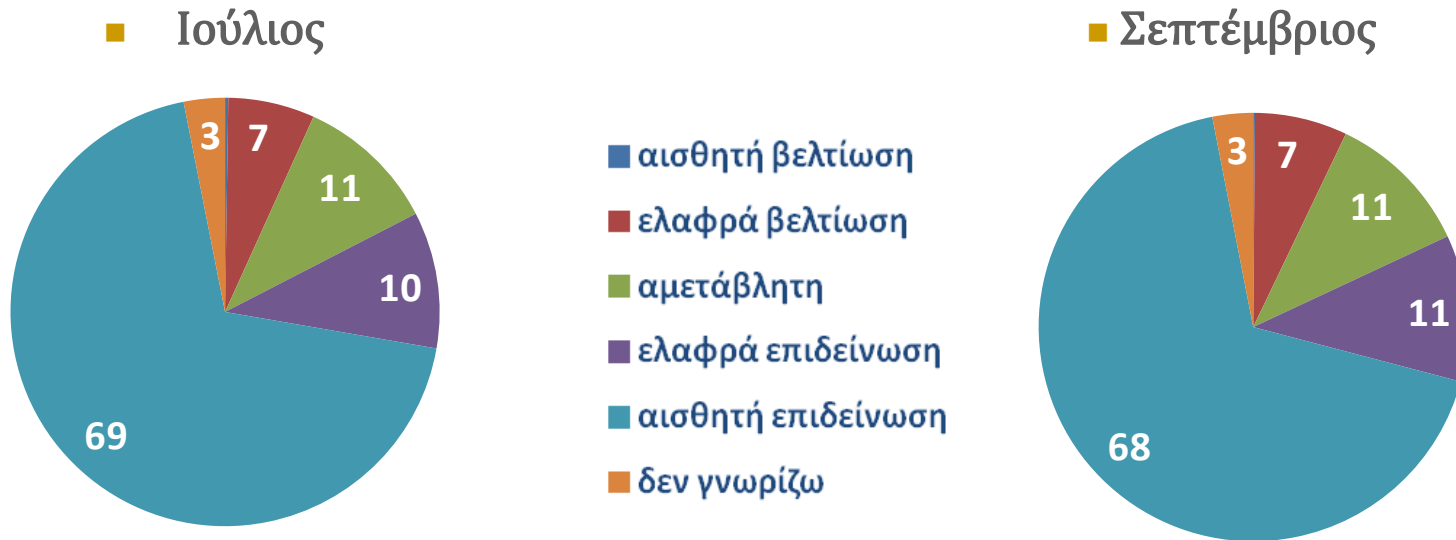 Ιούλιος
3
7
11
10
69
αισθητή βελτίωση
ελαφρά βελτίωση
αμετάβλητη
ελαφρά επιδείνωση
αισθητή επιδείνωση
δεν γνωρίζω
Σεπτέμβριος
3
7
11
11
68